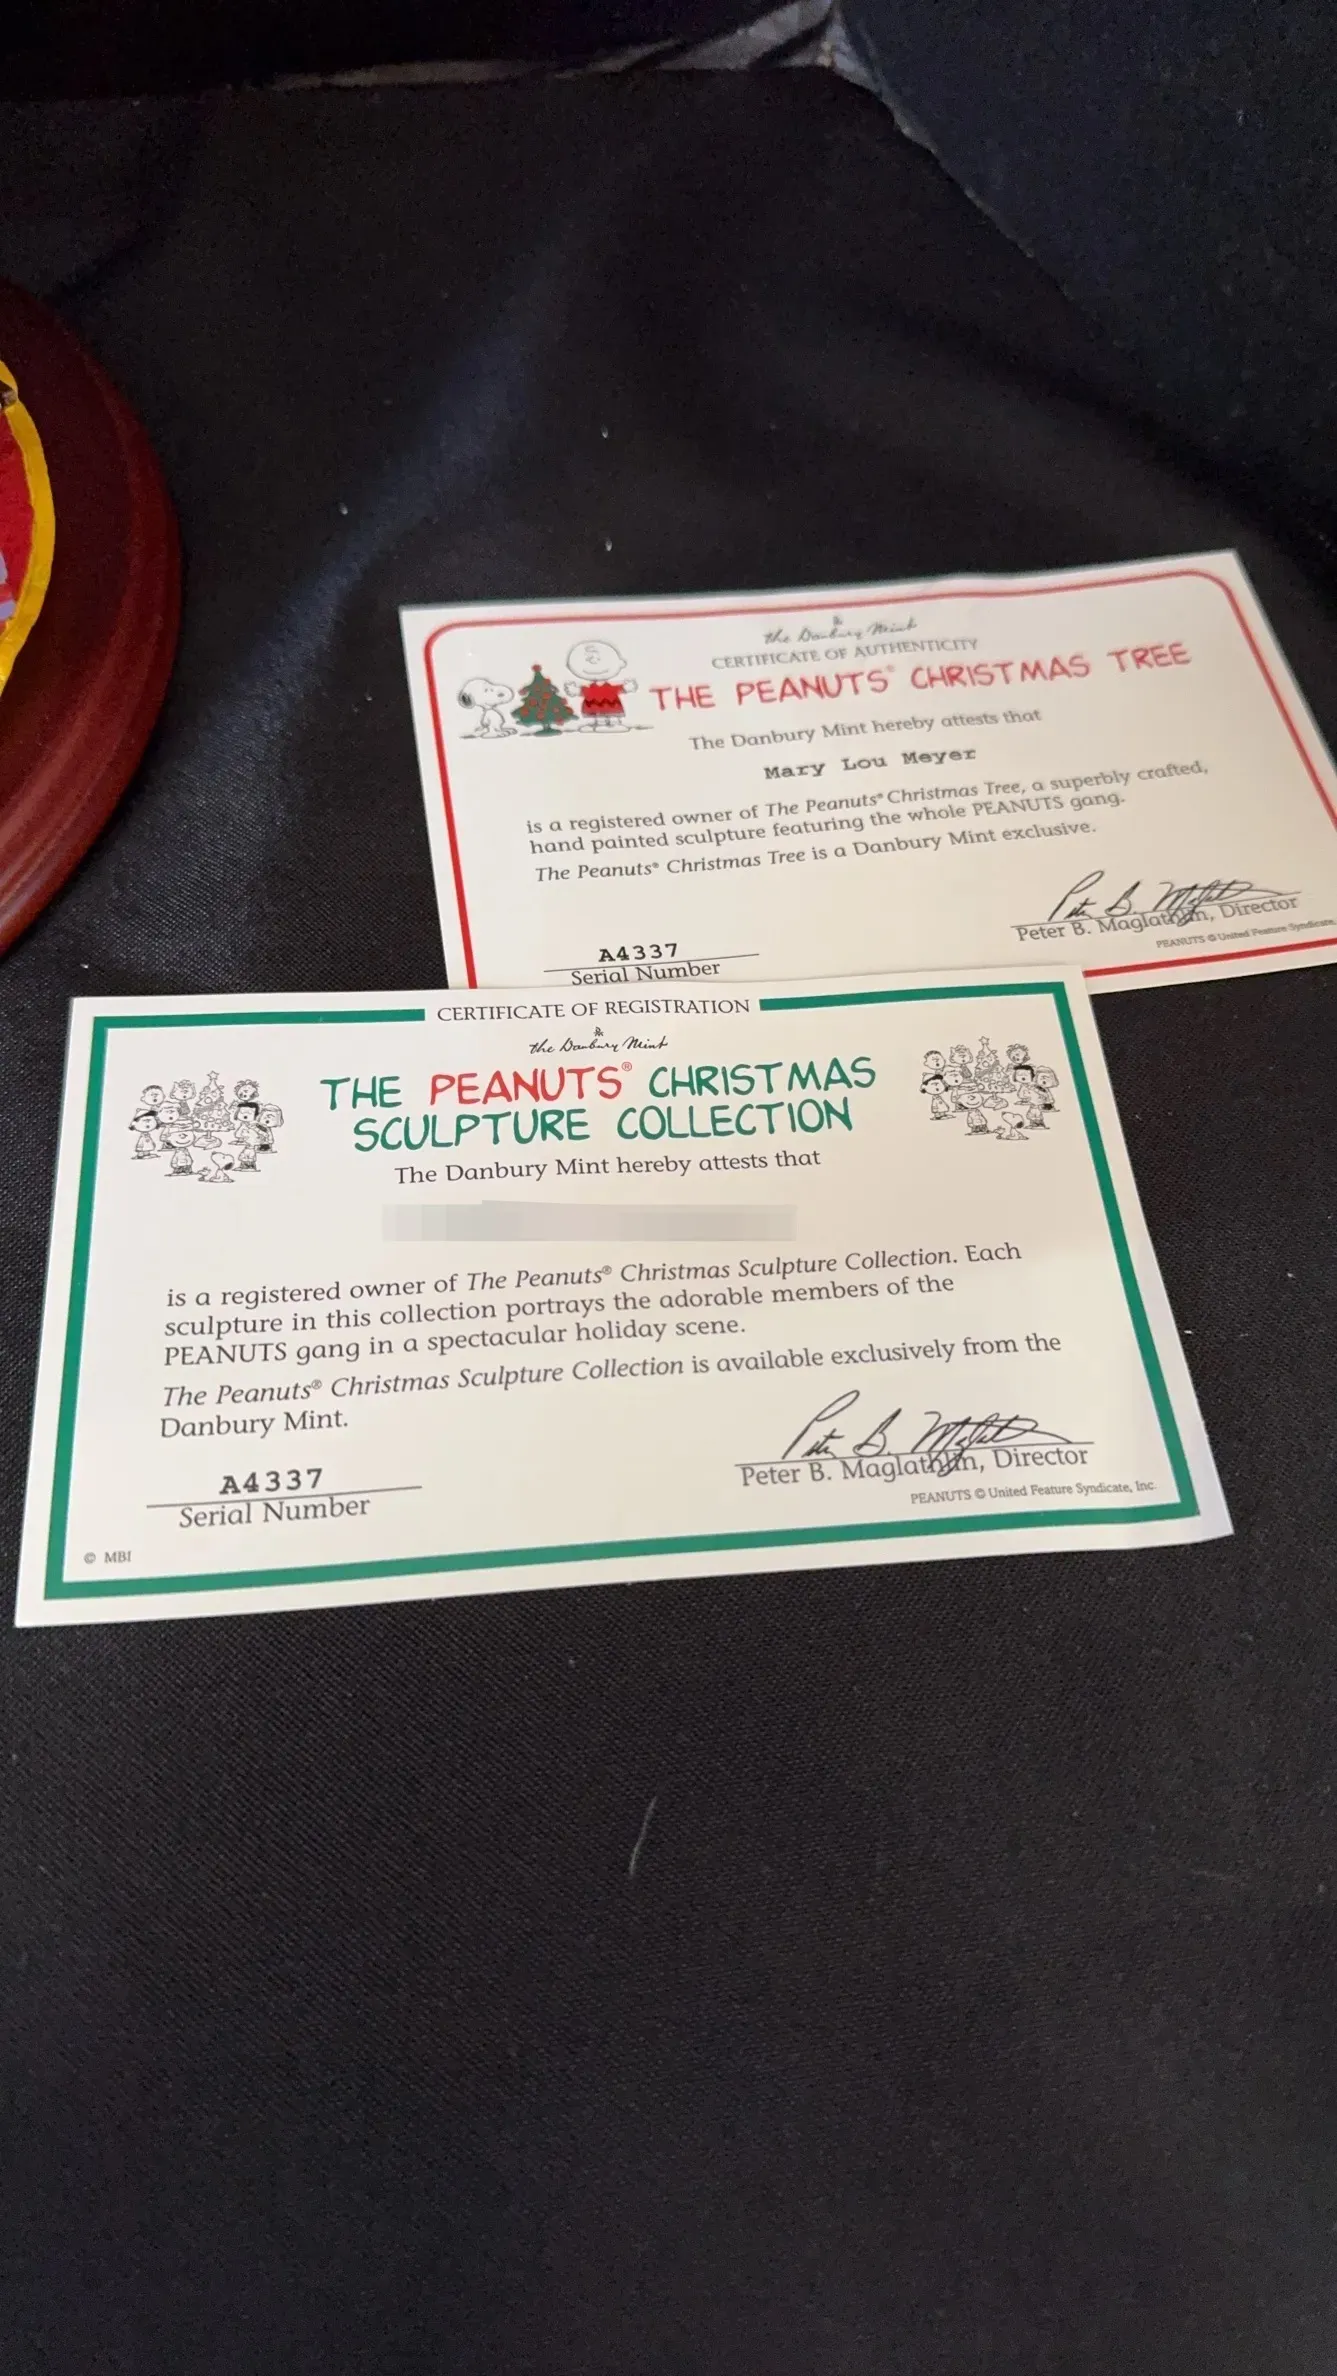 the Danbury Mint
CERTIFICATE OF AUTHENTICITY
THE PEANUTS® CHRISTMAS TREE
The Danbury Mint hereby attests that
Mary Lou Meyer
is a registered owner of The Peanuts® Christmas Tree, a superbly crafted,
hand painted sculpture featuring the whole PEANUTS gang.
The Peanuts® Christmas Tree is a Danbury Mint exclusive.
Peter B. Maglathlin, Director
PEANUTS © United Feature Syndicate,
A4337
Serial Number
CERTIFICATE OF REGISTRATION
the Danbury Mint
THE PEANUTS® CHRISTMAS
SCULPTURE COLLECTION
The Danbury Mint hereby attests that
is a registered owner of The Peanuts® Christmas Sculpture Collection. Each
sculpture in this collection portrays the adorable members of the
PEANUTS gang in a spectacular holiday scene.
The Peanuts® Christmas Sculpture Collection is available exclusively from the
Danbury Mint.
Peter B. Maglathlin, Director
PEANUTS © United Feature Syndicate, Inc.
A4337
Serial Number
© MBI